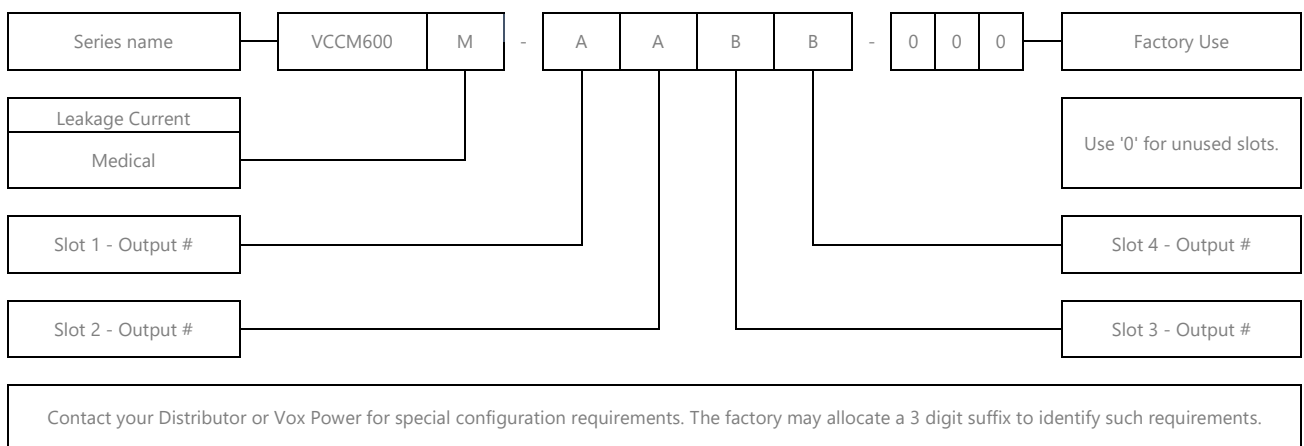 Series name VCCM600 M - A A B B - 0 0 0 Factory Use
Leakage Current
Medical
Use '0' for unused slots.
Slot 1 - Output # Slot 4 - Output #
Slot 2 - Output # Slot 3 - Output #
Contact your Distributor or Vox Power for special configuration requirements. The factory may allocate a 3 digit suffix to identify such requirements.